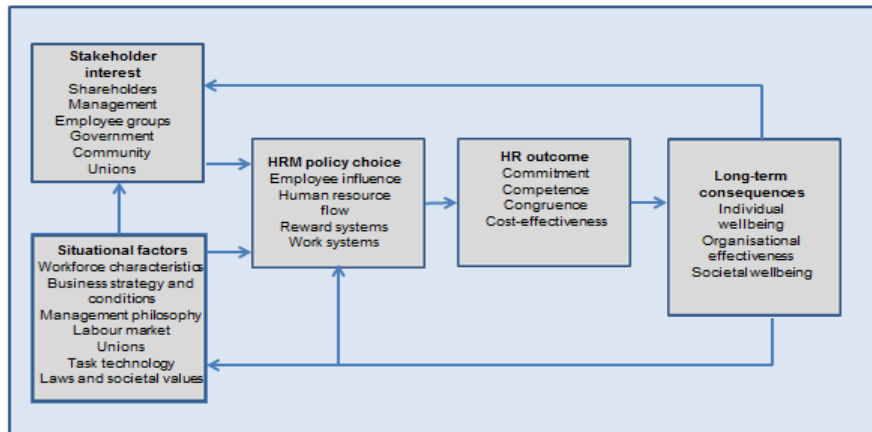 Stakeholder
interest
Shareholders
Management
Employee groups
Government
Community
Unions
Situational factors
Workforce characteristics
Business strategy and
conditions
Management philosophy
Labour market
Unions
Task technology
Laws and societal values
HRM policy choice
Employee influence
Human resource
flow
Reward systems
Work systems
HR outcome
Commitment
Competence
Congruence
Cost-effectiveness
Long-term
consequences
Individual
wellbeing
Organisational
effectiveness
Societal wellbeing